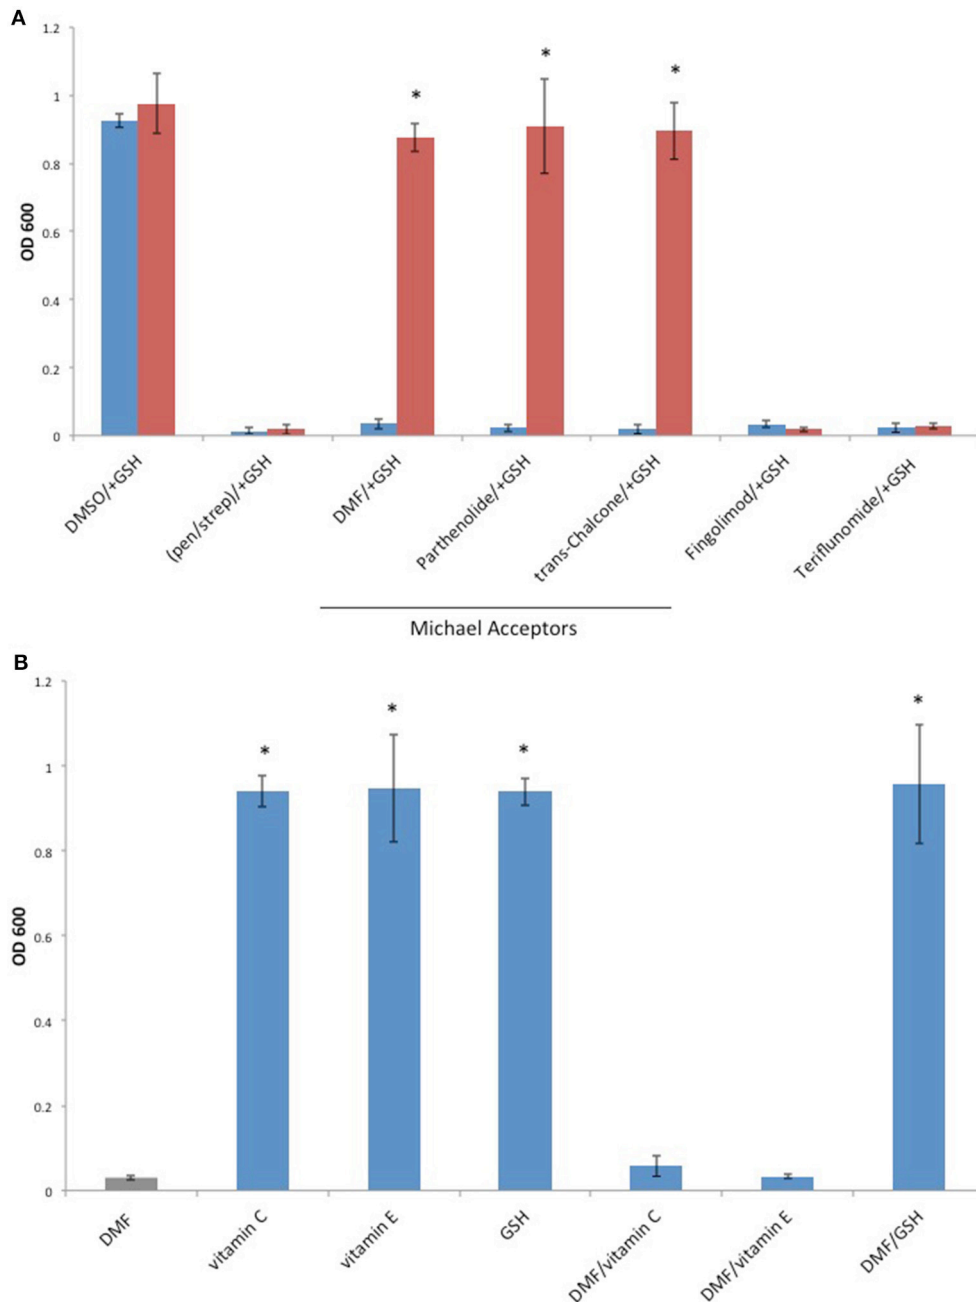 A
1.2
1
0.8
0.6
0.4
0.2
0
OD 600
*
*
*
DMSO/+GSH
(pen/strep)/+GSH
DMF/+GSH
Parthenolide/+GSH
trans-Chalcone/+GSH
Fingolimod/+GSH
Teriflunomide/+GSH
Michael Acceptors
B
1.2
1
0.8
0.6
0.4
0.2
0
OD 600
*
*
*
*
DMF
vitamin C
vitamin E
GSH
DMF/vitamin C
DMF/vitamin E
DMF/GSH